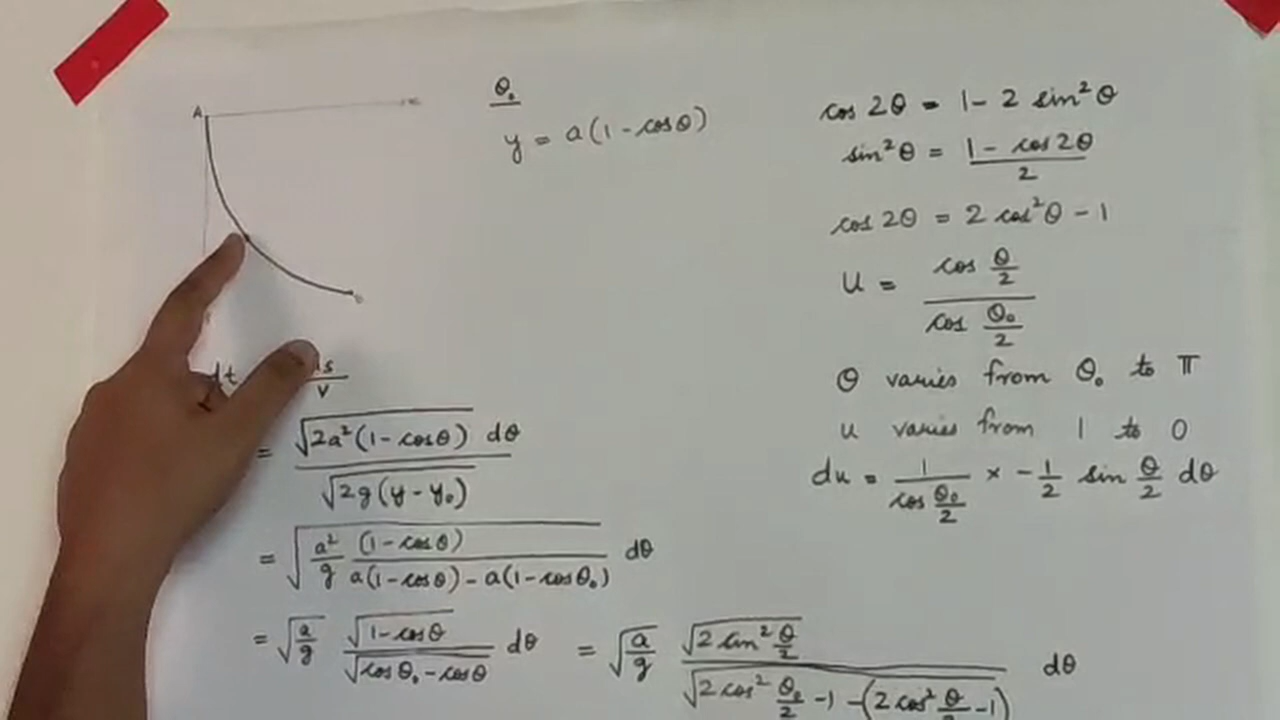 A x
θ₀
y = a(1 - cosθ)
dt ds/v
= √(2a²(1 - cosθ)) dθ / √(2g(y - y₀))
= √(a²/g (1 - cosθ) / (a(1 - cosθ) - a(1 - cosθ₀))) dθ
= √(a/g) √(1 - cosθ) / √(cosθ₀ - cosθ) dθ = √(a/g) √(2 sin² θ/2) / √(2 cos² θ₀/2 - 1 - (2 cos² θ/2 - 1)) dθ
cos 2θ = 1 - 2 sin²θ
sin²θ = (1 - cos 2θ)/2
cos 2θ = 2 cos²θ - 1
u = cos θ/2 / cos θ₀/2
θ varies from θ₀ to π
u varies from 1 to 0
du = 1/(cos θ₀/2) × -1/2 sin θ/2 dθ